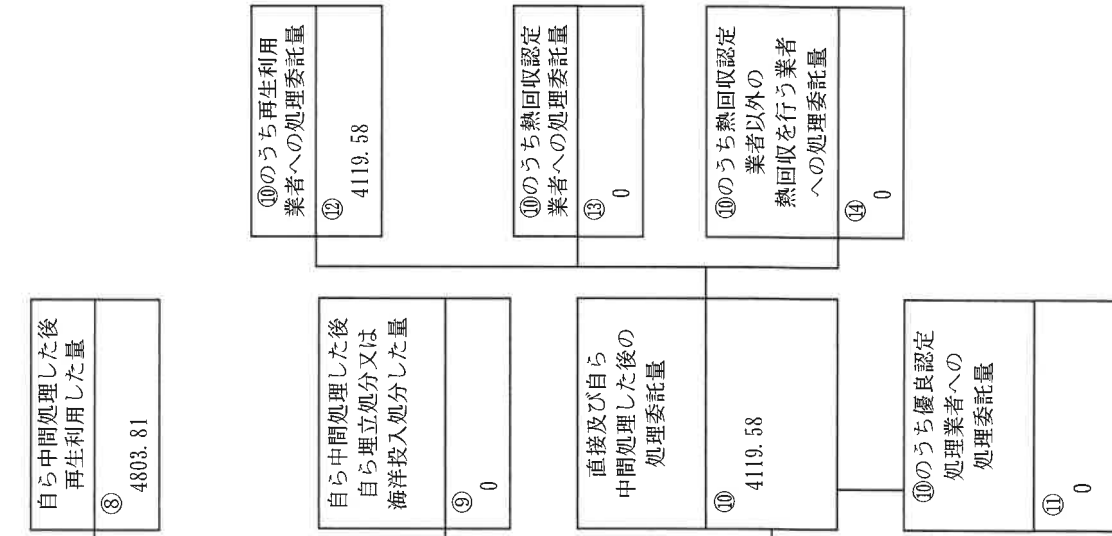 自ら中間処理した後
再生利用した量
⑧
4803.81
自ら中間処理した後
自ら埋立処分又は
海洋投入処分した量
⑨
0
直接及び自ら
中間処理した後の
処理委託量
⑩
4119.58
⑩のうち優良認定
処理業者への
処理委託量
⑪
0
⑩のうち再生利用
業者への処理委託量
⑫
4119.58
⑩のうち熱回収認定
業者への処理委託量
⑬
0
⑩のうち熱回収認定
業者以外の
熱回収を行う業者
への処理委託量
⑭
0